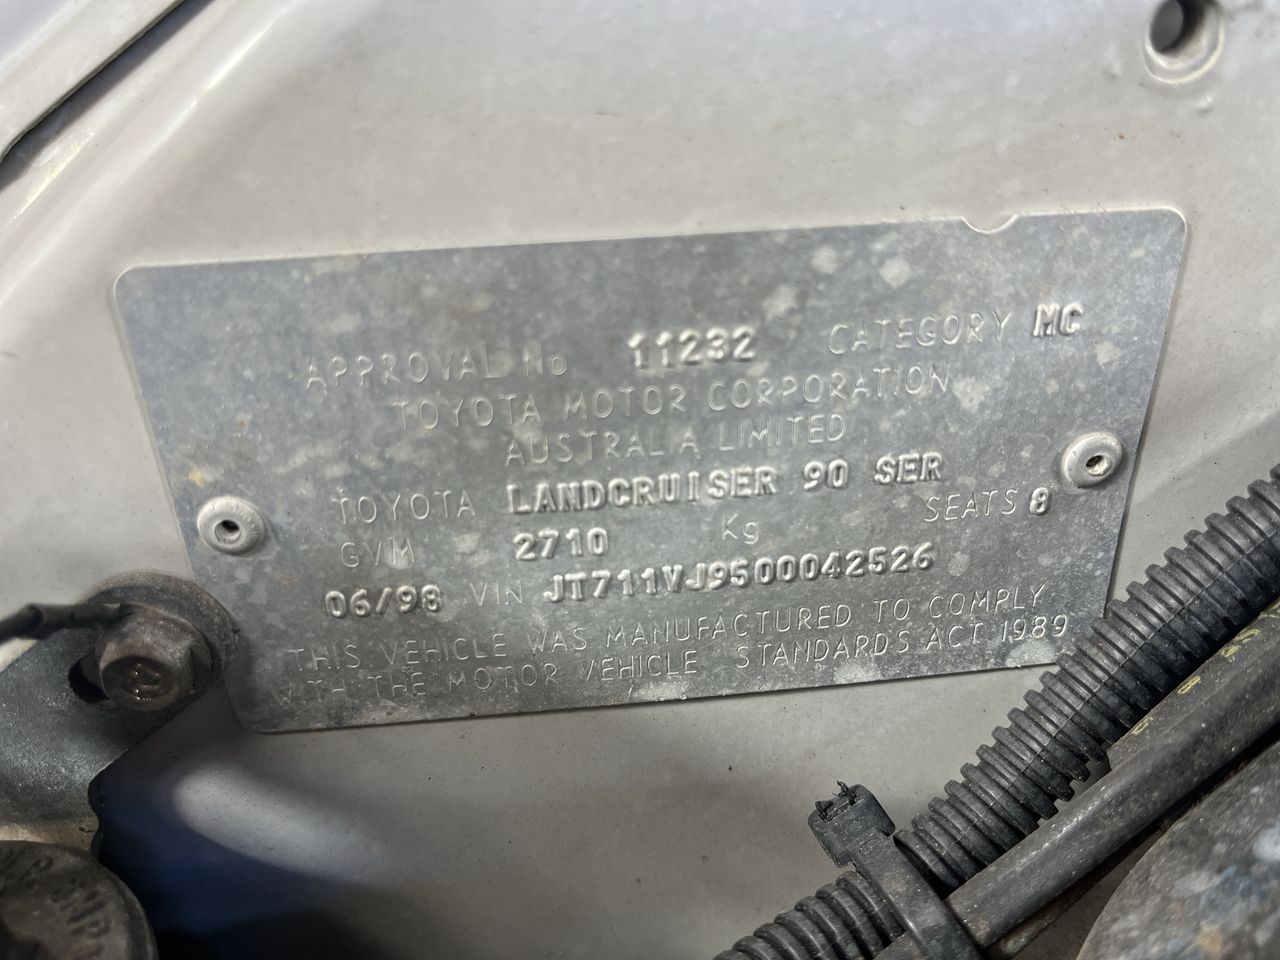 APPROVAL No 11232 CATEGORY MC
TOYOTA MOTOR CORPORATION
AUSTRALIA LIMITED
TOYOTA LANDCRUISER 90 SER
GVM 2710 Kg SEATS 8
06/98 VIN JT711VJ9500042526
THIS VEHICLE WAS MANUFACTURED TO COMPLY
WITH THE MOTOR VEHICLE STANDARDS ACT 1989